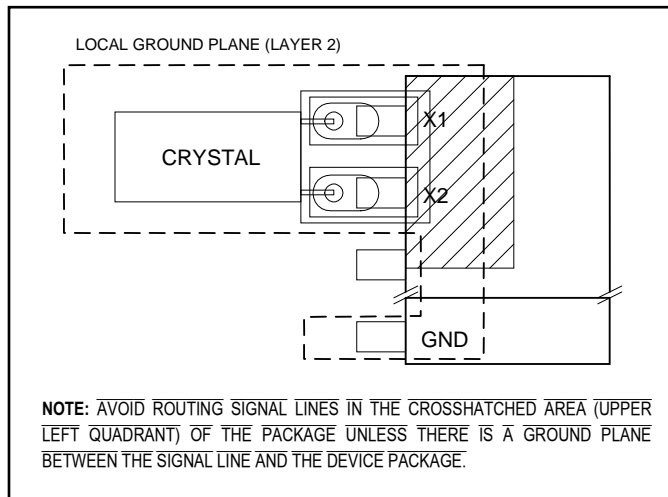 LOCAL GROUND PLANE (LAYER 2)
X1
CRYSTAL
X2
GND
NOTE: AVOID ROUTING SIGNAL LINES IN THE CROSSHATCHED AREA (UPPER
LEFT QUADRANT) OF THE PACKAGE UNLESS THERE IS A GROUND PLANE
BETWEEN THE SIGNAL LINE AND THE DEVICE PACKAGE.